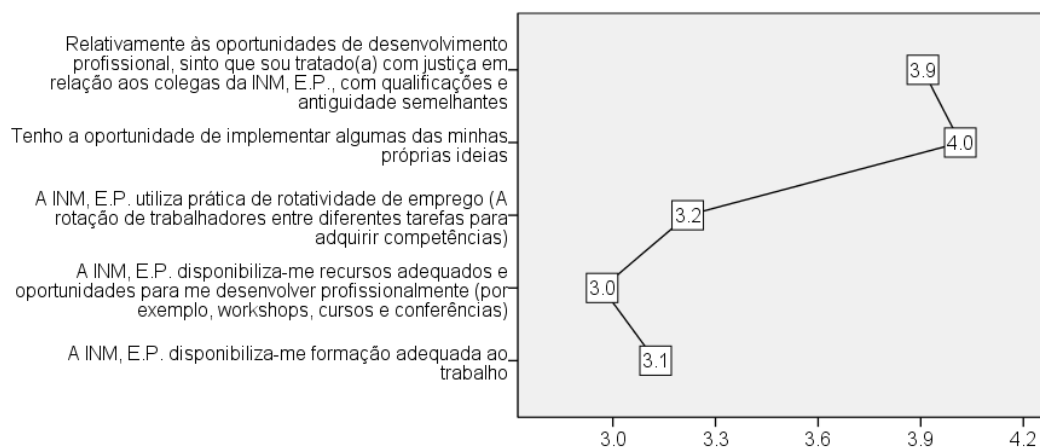 Relativamente às oportunidades de desenvolvimento
profissional, sinto que sou tratado(a) com justiça em
relação aos colegas da INM, E.P., com qualificações e
antiguidade semelhantes
3.9
Tenho a oportunidade de implementar algumas das minhas
próprias ideias
4.0
A INM, E.P. utiliza prática de rotatividade de emprego (A
rotação de trabalhadores entre diferentes tarefas para
adquirir competências)
3.2
A INM, E.P. disponibiliza-me recursos adequados e
oportunidades para me desenvolver profissionalmente (por
exemplo, workshops, cursos e conferências)
3.0
A INM, E.P. disponibiliza-me formação adequada ao
trabalho
3.1
3.0 3.3 3.6 3.9 4.2